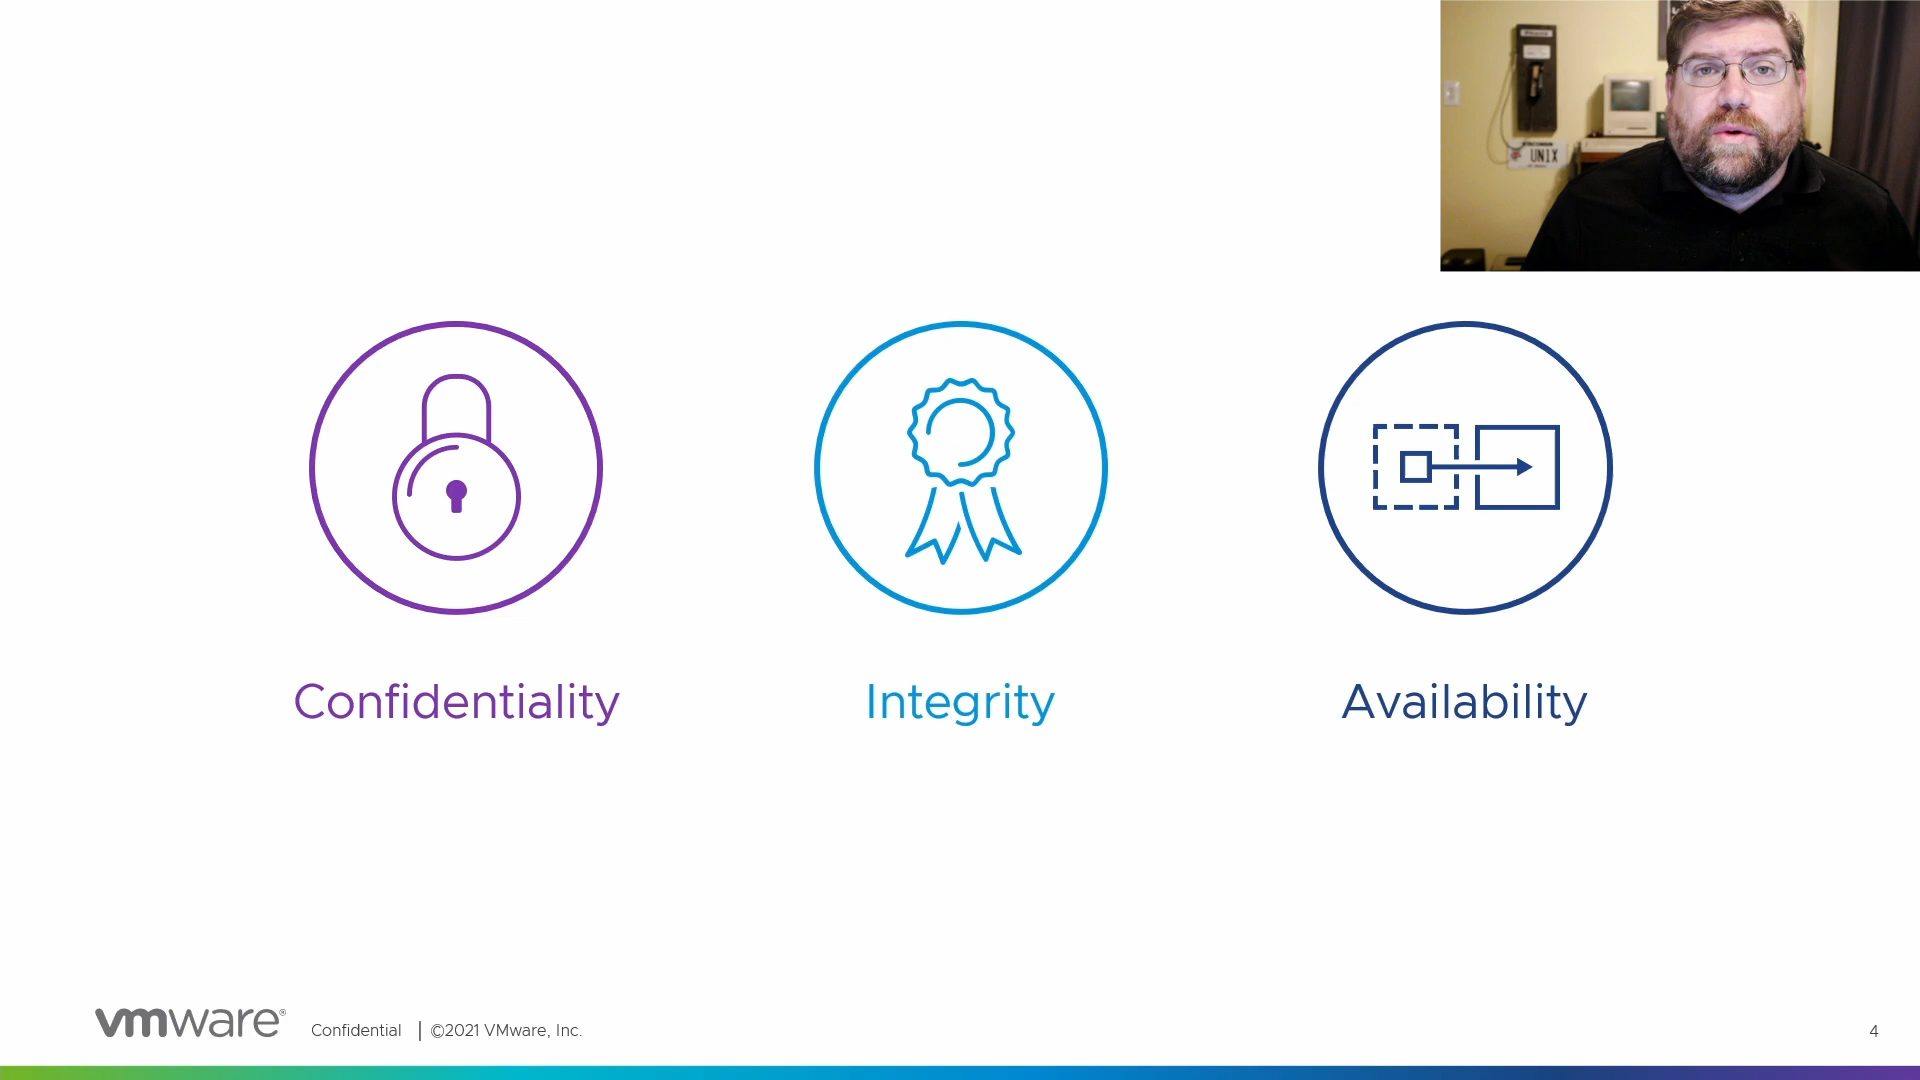 UNIX
Confidentiality
Integrity
Availability
vmware®
Confidential | ©2021 VMware, Inc.
4